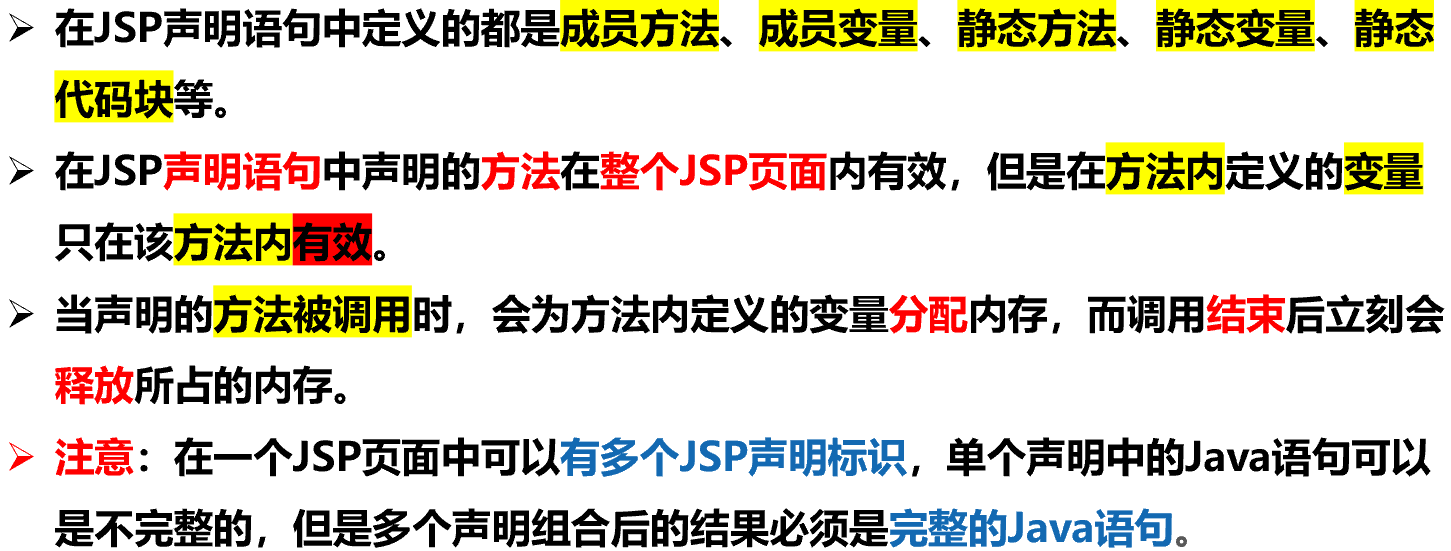 ➢ 在JSP声明语句中定义的都是成员方法、成员变量、静态方法、静态变量、静态
代码块等。
➢ 在JSP声明语句中声明的方法在整个JSP页面内有效，但是在方法内定义的变量
只在该方法内有效。
➢ 当声明的方法被调用时，会为方法内定义的变量分配内存，而调用结束后立刻会
释放所占的内存。
➢ 注意：在一个JSP页面中可以有多个JSP声明标识，单个声明中的Java语句可以
是不完整的，但是多个声明组合后的结果必须是完整的Java语句。